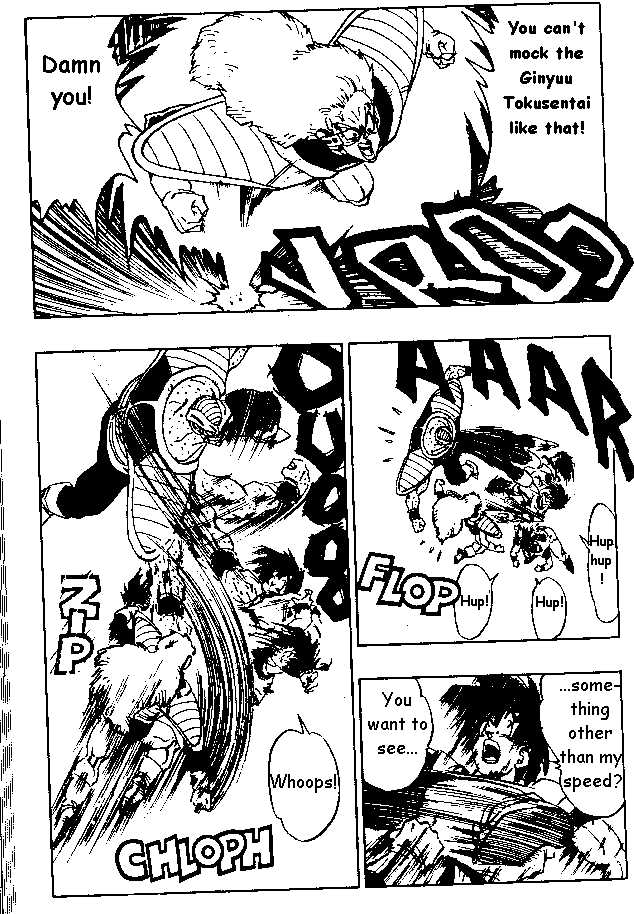 Damn
you!
You can't
mock the
Ginyuu
Tokusentai
like that!
ZIP
Whoops!
CHLOPH
AAAR
FLOP
Hup!
Hup!
Hup
hup
!
You
want to
see...
...some-
thing
other
than my
speed?